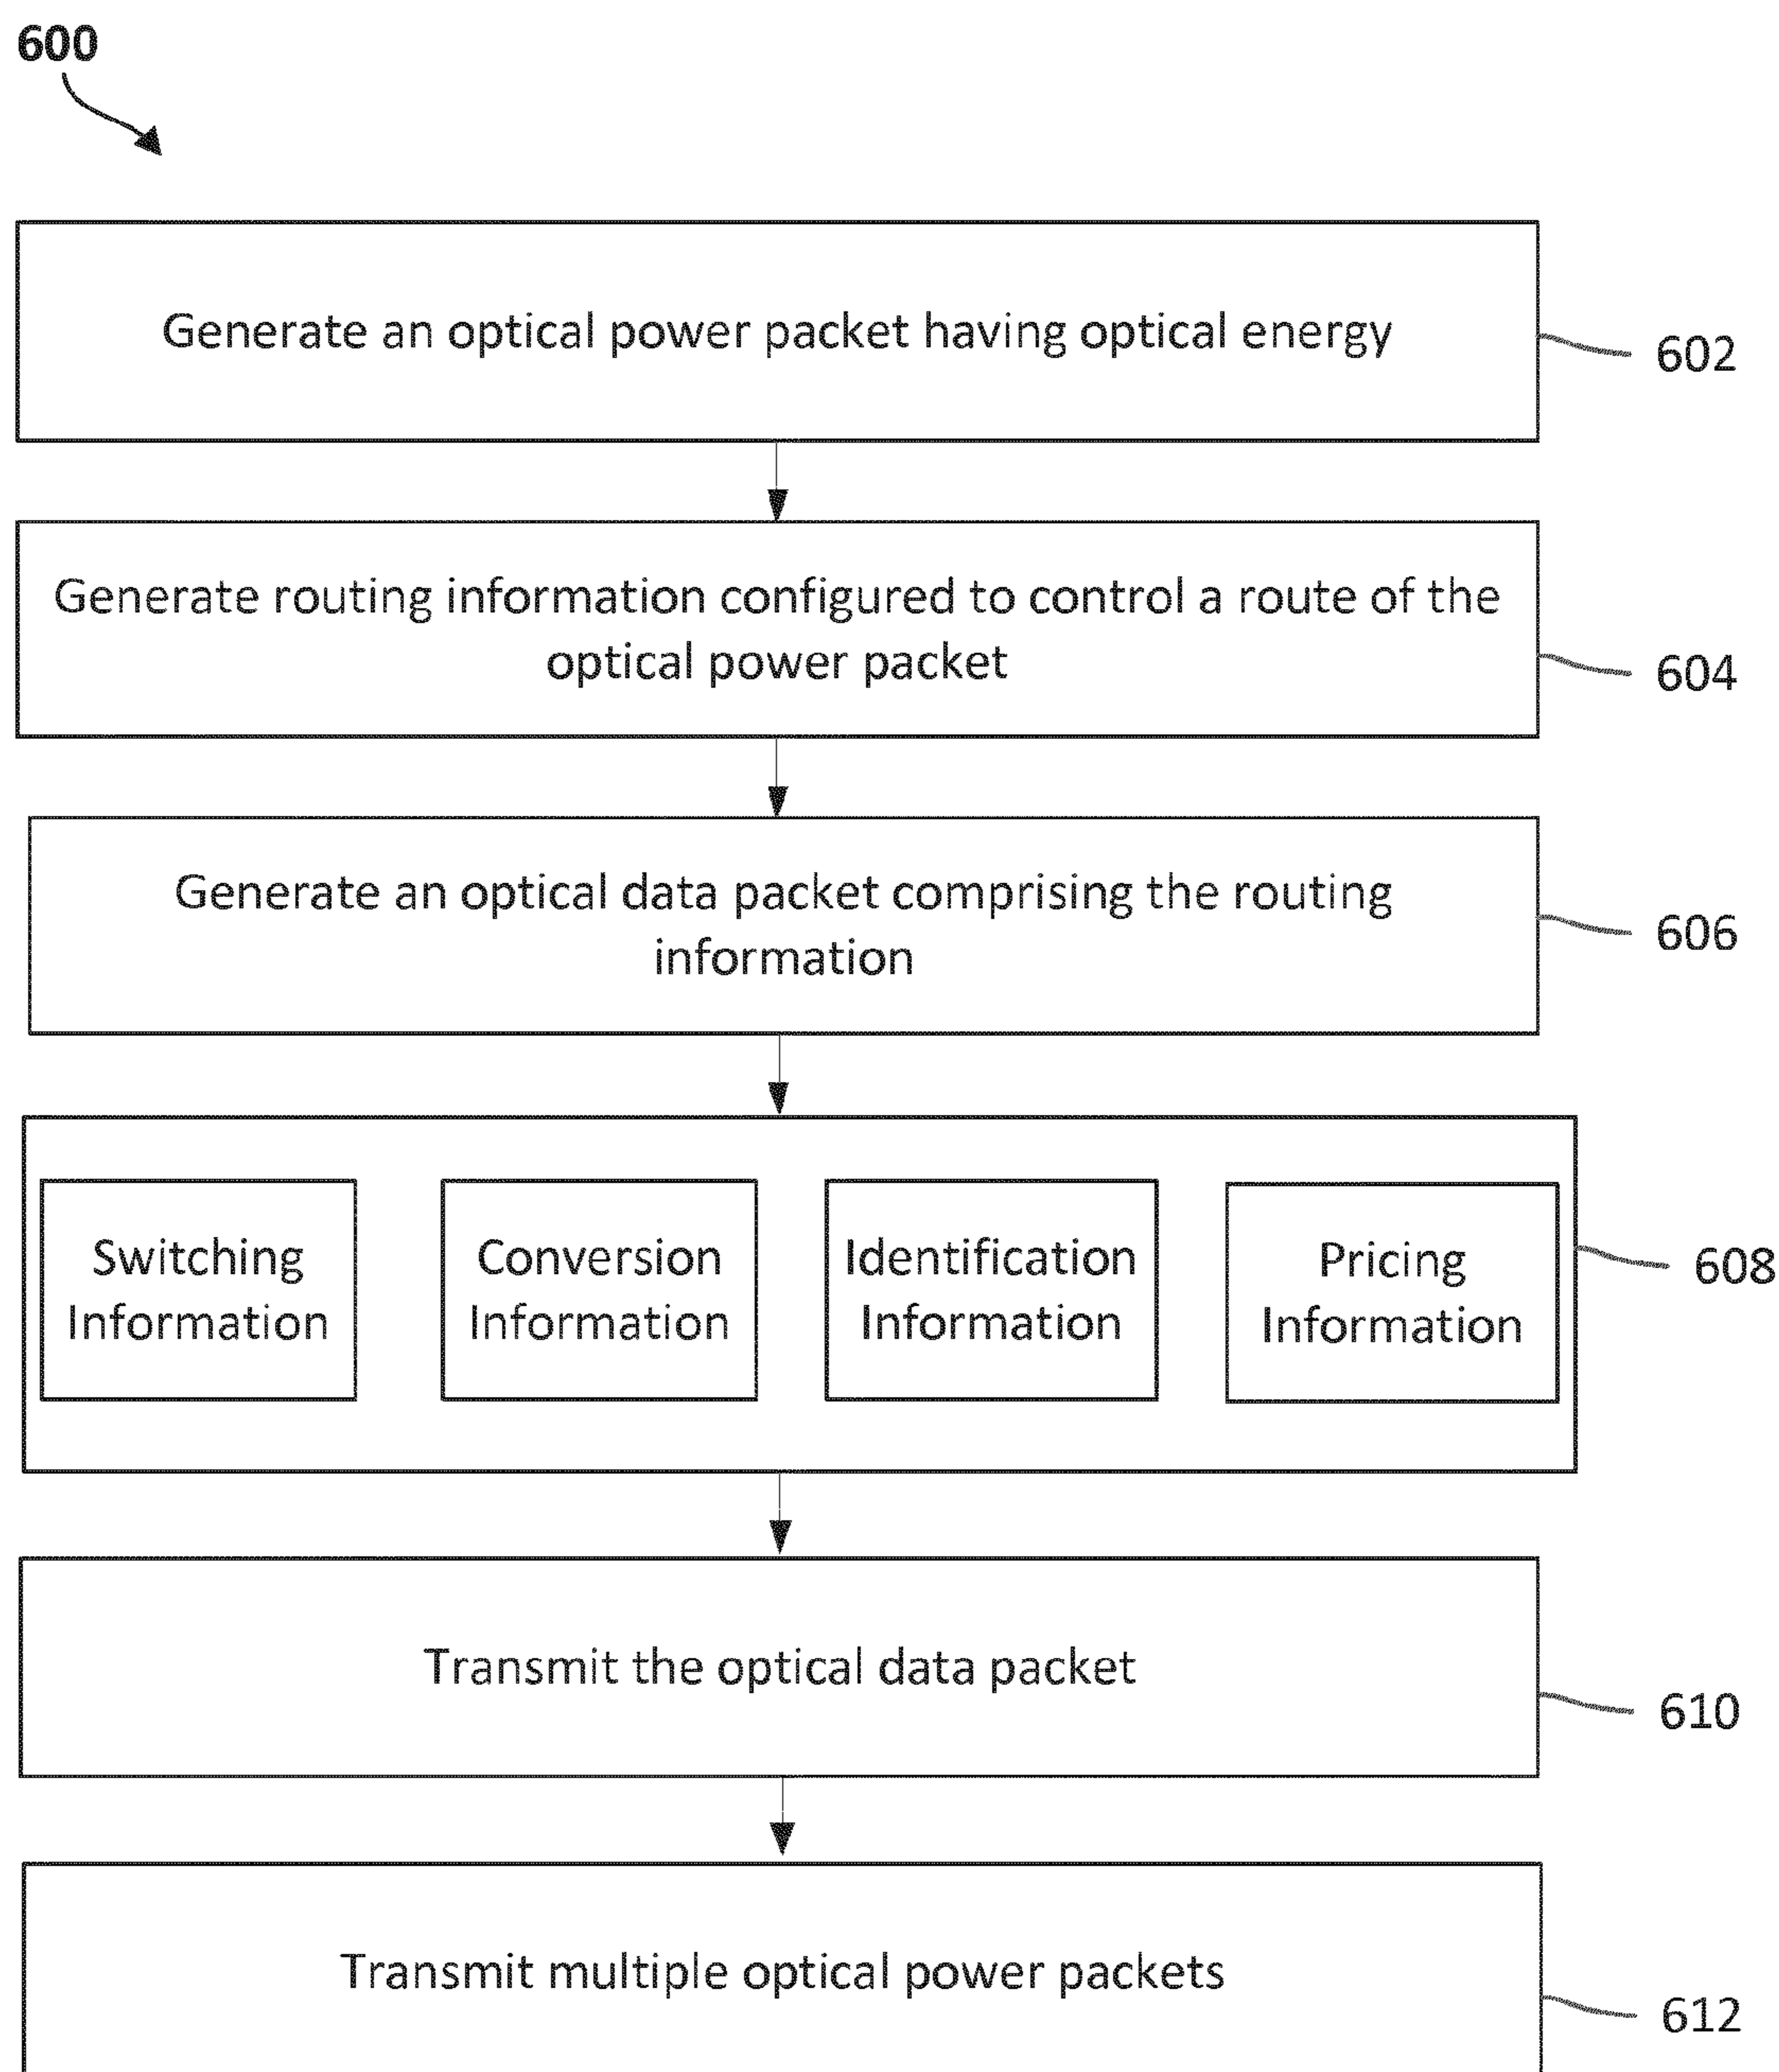 600
Generate an optical power packet having optical energy
602
Generate routing information configured to control a route of the
optical power packet
604
Generate an optical data packet comprising the routing
information
606
Switching
Information
Conversion
Information
Identification
Information
Pricing
Information
608
Transmit the optical data packet
610
Transmit multiple optical power packets
612